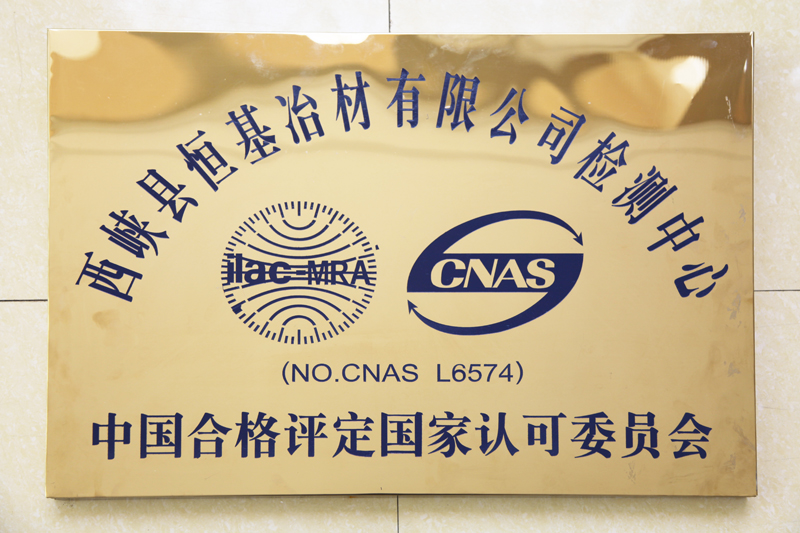 西峡县恒基冶材有限公司检测中心
ilac-MRA
CNAS
(NO.CNAS L6574)
中国合格评定国家认可委员会